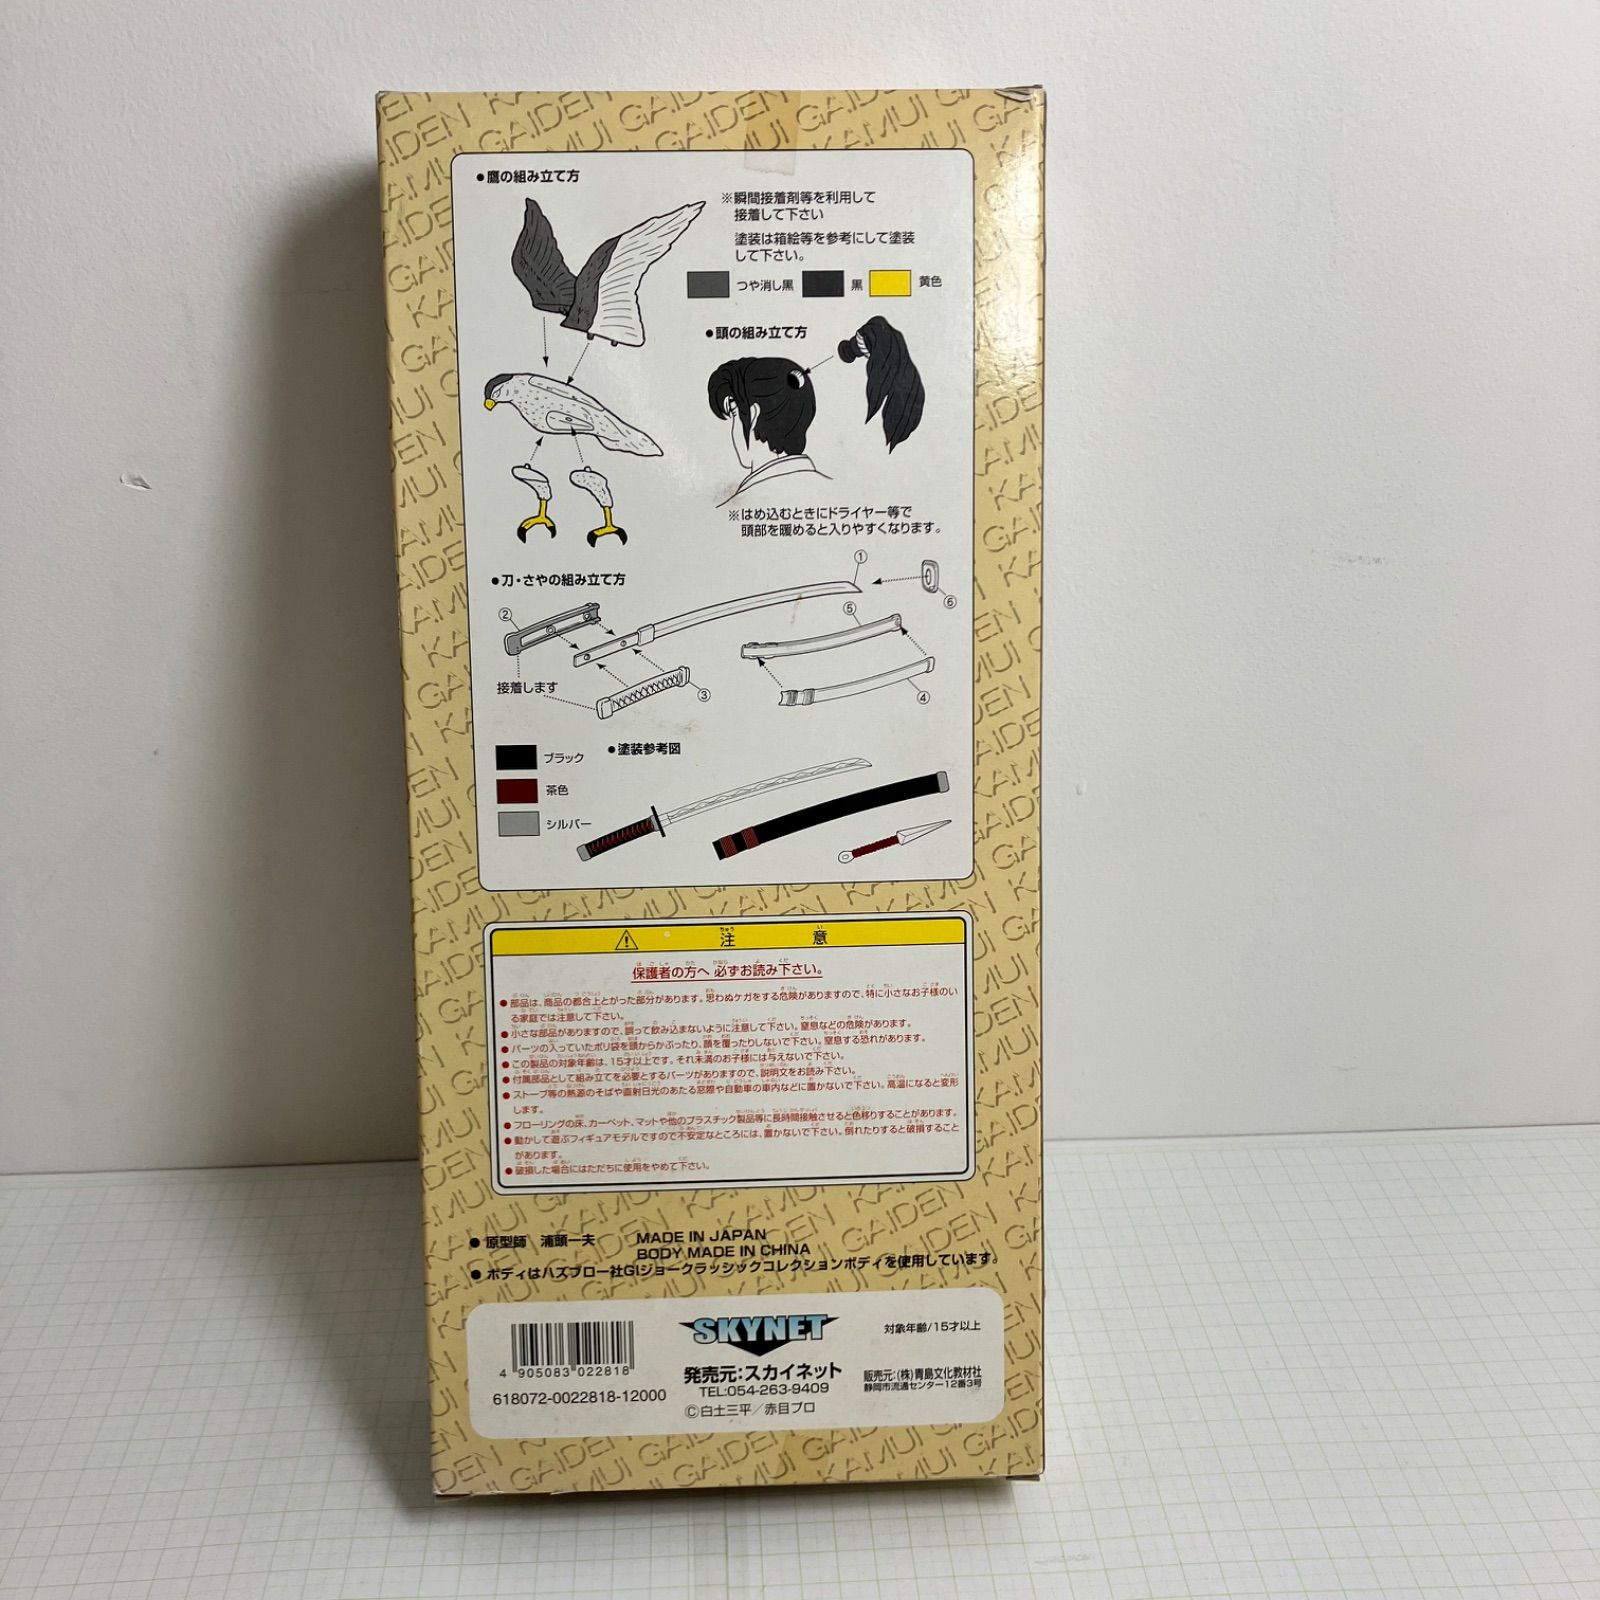 KAMUI GAIDEN
●鷹の組み立て方
※瞬間接着剤等を利用して
接着して下さい
塗装は箱絵等を参考にして塗装
して下さい。
つや消し黒 黒 黄色
●頭の組み立て方
※はめ込むときにドライヤー等で
頭部を暖めると入りやすくなります。
●刀・さやの組み立て方
①
⑥
②
⑤
接着します
③
④
ブラック
●塗装参考図
茶色
シルバー
⚠ 注意
保護者の方へ 必ずお読み下さい。
●部品は、商品の都合上とがった部分があります。思わぬケガをする危険がありますので、特に小さなお子様のい
る家庭では注意して下さい。
●小さな部品がありますので、誤って飲み込まないように注意して下さい。窒息などの危険があります。
●パーツの入っていたポリ袋を頭からかぶったり、顔を覆ったりしないで下さい。窒息する恐れがあります。
●この製品の対象年齢は、15才以上です。それ未満のお子様には与えないで下さい。
●付属部品として組み立てを必要とするパーツがありますので、説明文をお読み下さい。
●ストーブ等の熱源のそばや直射日光のあたる窓際や自動車の車内などに置かないで下さい。高温になると変形
します。
●フローリングの床、カーペット、マットや他のプラスチック製品等に長時間接触させると色移りすることがあります。
●動かして遊ぶフィギュアモデルですので不安定なところには、置かないで下さい。倒れたりすると破損すること
があります。
●破損した場合にはただちに使用をやめて下さい。
●原型師 浦頭一夫 MADE IN JAPAN
BODY MADE IN CHINA
●ボディはハズブロー社GIジョークラッシックコレクションボディを使用しています。
SKYNET
対象年齢/15才以上
4 905083 022818
発売元:スカイネット
販売元:(株)青島文化教材社
618072-0022818-12000
TEL:054-263-9409
静岡市流通センター12番3号
©白土三平/赤目プロ